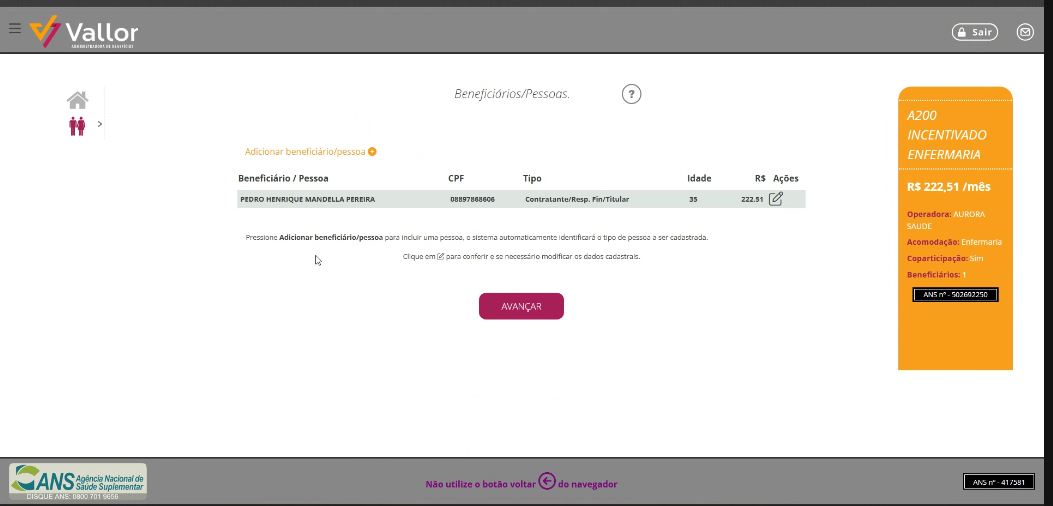 Vallor
ADMINISTRADORA DE BENEFÍCIOS
Sair
Beneficiários/Pessoas.
?
Adicionar beneficiário/pessoa
Beneficiário / Pessoa CPF Tipo Idade R$ Ações
PEDRO HENRIQUE MANDELLA PEREIRA 08897868606 Contratante/Resp. Fin/Titular 35 222.51
Pressione Adicionar beneficiário/pessoa para incluir uma pessoa, o sistema automaticamente identificará o tipo de pessoa a ser cadastrada.
Clique em para conferir e se necessário modificar os dados cadastrais.
AVANÇAR
A200
INCENTIVADO
ENFERMARIA
R$ 222,51 /mês
Operadora: AURORA
SAUDE
Acomodação: Enfermaria
Coparticipação: Sim
Beneficiários: 1
ANS nº - 502692250
ANS Agência Nacional de
Saúde Suplementar
DISQUE ANS: 0800 701 9656
Não utilize o botão voltar do navegador
ANS nº - 417581